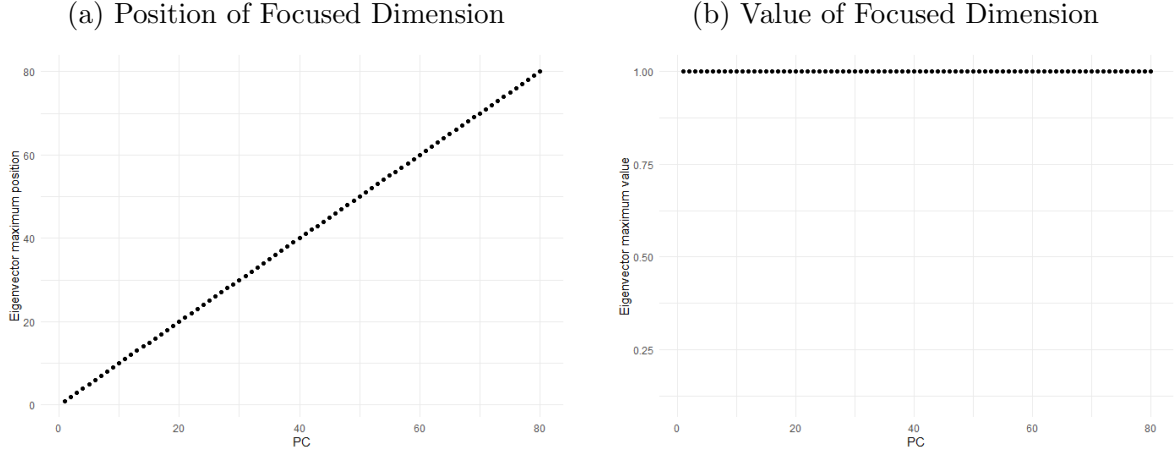 (a) Position of Focused Dimension
80
60
40
20
0
Eigenvector maximum position
0 20 40 60 80
PC
(b) Value of Focused Dimension
1.00
0.75
0.50
0.25
Eigenvector maximum value
0 20 40 60 80
PC